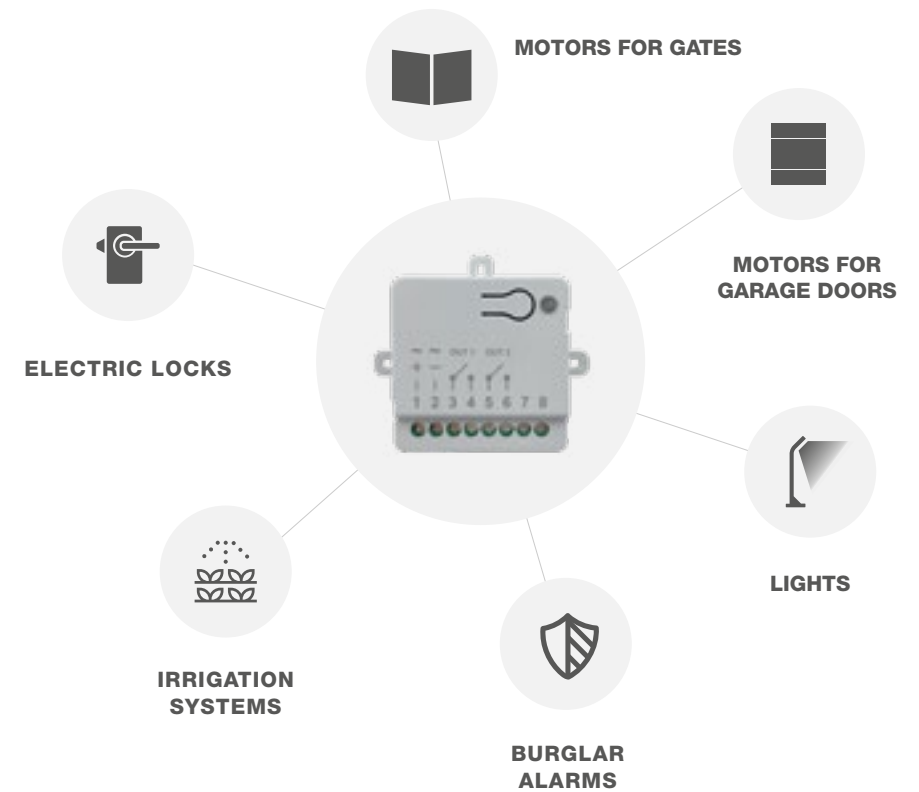 MOTORS FOR GATES
MOTORS FOR
GARAGE DOORS
ELECTRIC LOCKS
OUT 1 OUT 2
1 2 3 4 5 6 7 8
LIGHTS
IRRIGATION
SYSTEMS
BURGLAR
ALARMS